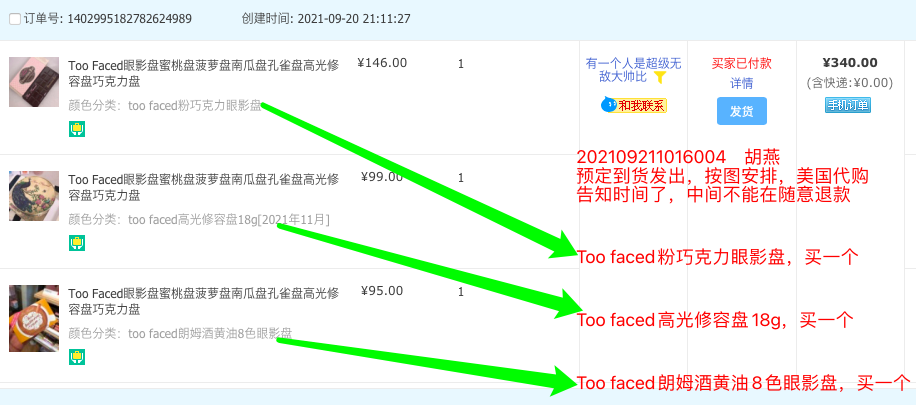 订单号: 1402995182782624989
创建时间: 2021-09-20 21:11:27
Too Faced眼影盘蜜桃盘菠萝盘南瓜盘孔雀盘高光修
容盘巧克力盘
颜色分类：too faced粉巧克力眼影盘
¥146.00
1
有一个人是超级无
敌大帅比
和我联系
买家已付款
详情
发货
¥340.00
(含快递:¥0.00)
手机订单
Too Faced眼影盘蜜桃盘菠萝盘南瓜盘孔雀盘高光修
容盘巧克力盘
颜色分类：too faced高光修容盘18g[2021年11月]
¥99.00
1
202109211016004 胡燕
预定到货发出，按图安排，美国代购
告知时间了，中间不能在随意退款
Too faced粉巧克力眼影盘，买一个
Too Faced眼影盘蜜桃盘菠萝盘南瓜盘孔雀盘高光修
容盘巧克力盘
颜色分类：too faced朗姆酒黄油8色眼影盘
¥95.00
1
Too faced高光修容盘18g，买一个
Too faced朗姆酒黄油8色眼影盘，买一个